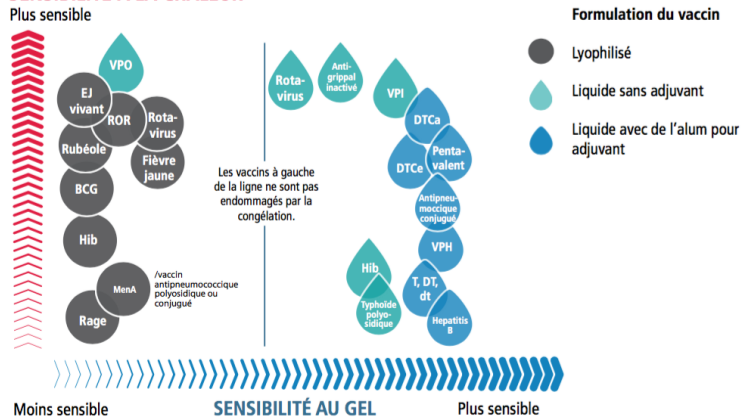 Plus sensible
VPO
EJ
vivant
ROR
Rota-
virus
Rubéole
Fièvre
jaune
BCG
Hib
MenA
/vaccin
antipneumococcique
polyosidique ou
conjugué
Rage
Les vaccins à gauche
de la ligne ne sont pas
endommagés par la
congélation.
Rota-
virus
Anti-
grippal
inactivé
VPI
DTCa
DTCe
Penta-
valent
Antipneu-
moccique
conjugué
VPH
Hib
Typhoïde
polyo-
sidique
T, DT,
dt
Hepatitis
B
Formulation du vaccin
Lyophilisé
Liquide sans adjuvant
Liquide avec de l'alum pour
adjuvant
Moins sensible
SENSIBILITÉ AU GEL
Plus sensible